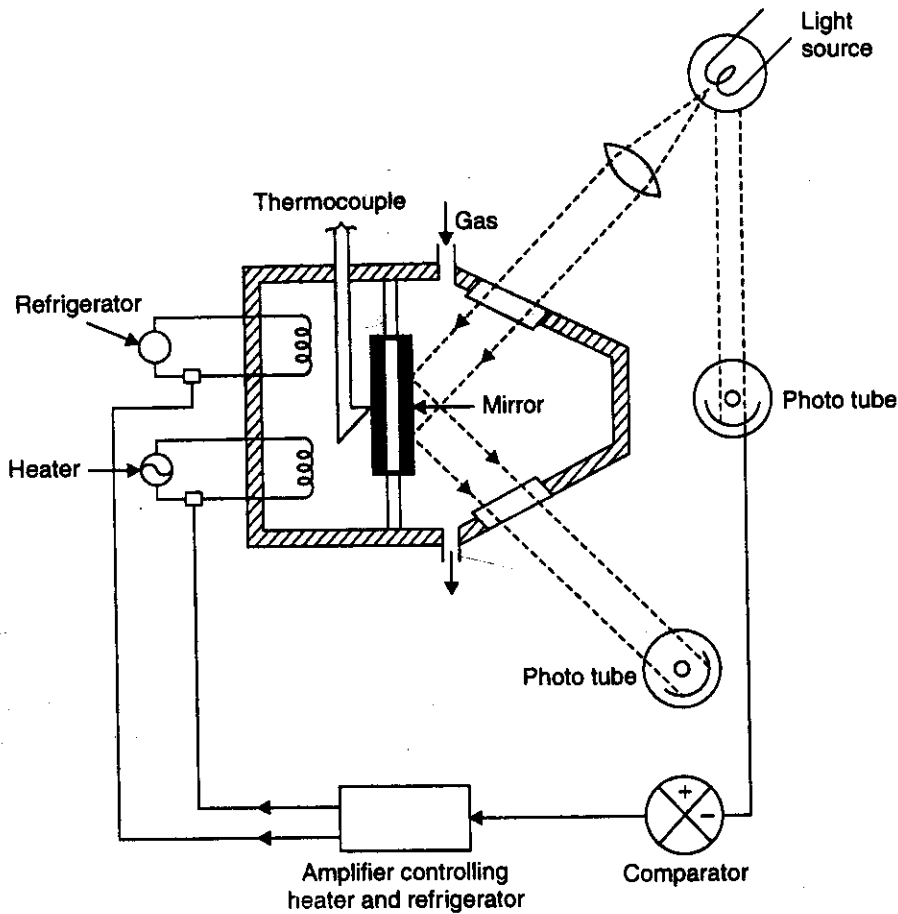 Light
source
Thermocouple
Gas
Refrigerator
Mirror
Photo tube
Heater
Photo tube
+
−
Amplifier controlling
heater and refrigerator
Comparator